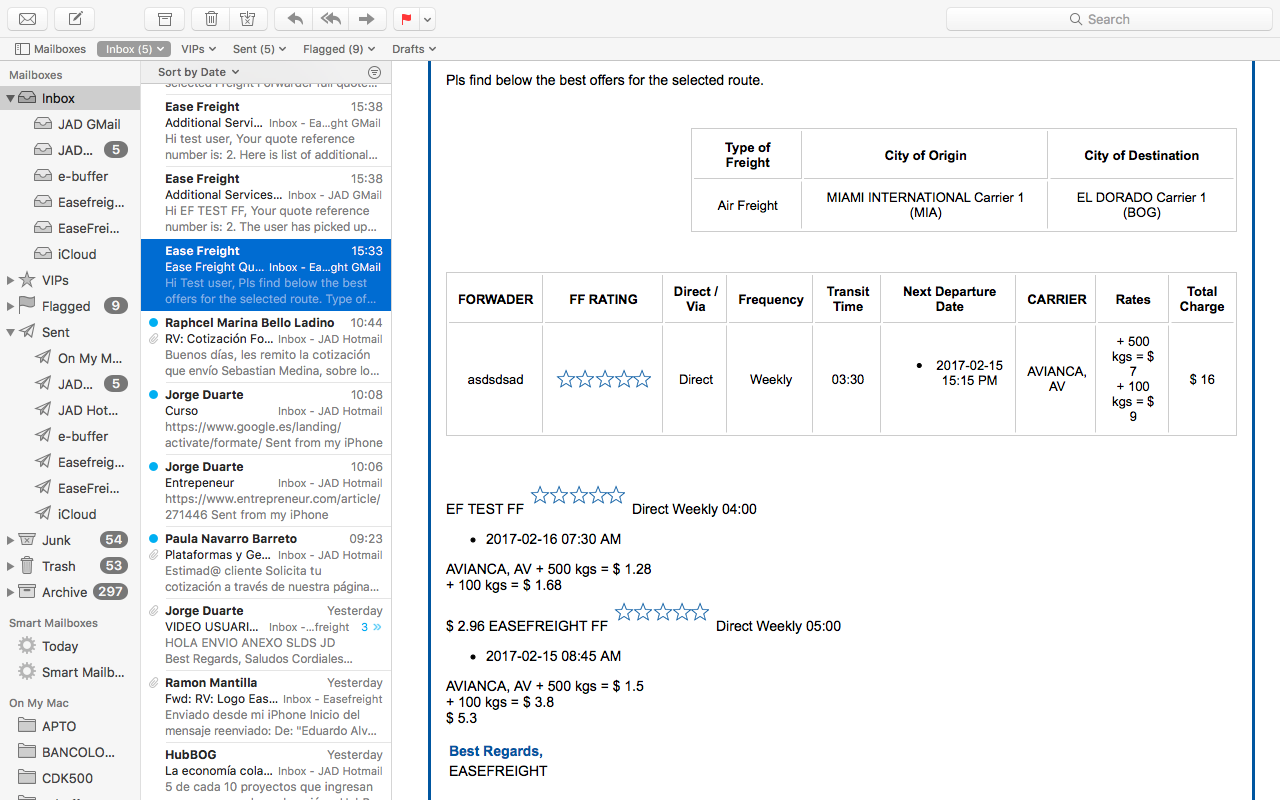 Search
Mailboxes
Inbox (5)
VIPs
Sent (5)
Flagged (9)
Drafts
Mailboxes
Inbox
JAD GMail
JAD... 5
e-buffer
Easefreig...
EaseFrei...
iCloud
VIPs
Flagged 9
Sent
On My M...
JAD... 5
JAD Hot...
e-buffer
Easefreig...
EaseFrei...
iCloud
Junk 54
Trash 53
Archive 297
Smart Mailboxes
Today
Smart Mailb...
On My Mac
APTO
BANCOLO...
CDK500
Sort by Date
selected Freight Forwarder full quote...
Ease Freight 15:38
Additional Servi... Inbox - Ea...ght GMail
Hi test user, Your quote reference
number is: 2. Here is list of additional...
Ease Freight 15:38
Additional Services... Inbox - JAD GMail
Hi EF TEST FF, Your quote reference
number is: 2. The user has picked up...
Ease Freight 15:33
Ease Freight Qu... Inbox - Ea...ght GMail
Hi Test user, Pls find below the best
offers for the selected route. Type of...
Raphcel Marina Bello Ladino 10:44
RV: Cotización Fo... Inbox - JAD Hotmail
Buenos días, les remito la cotización
que envío Sebastian Medina, sobre lo...
Jorge Duarte 10:08
Curso Inbox - JAD Hotmail
https://www.google.es/landing/
activate/formate/ Sent from my iPhone
Jorge Duarte 10:06
Entrepeneur Inbox - JAD Hotmail
https://www.entrepreneur.com/article/
271446 Sent from my iPhone
Paula Navarro Barreto 09:23
Plataformas y Ge... Inbox - JAD Hotmail
Estimad@ cliente Solicita tu
cotización a través de nuestra página...
Jorge Duarte Yesterday
VIDEO USUARI... Inbox -...freight 3 »
HOLA ENVIO ANEXO SLDS JD
Best Regards, Saludos Cordiales...
Ramon Mantilla Yesterday
Fwd: RV: Logo Eas... Inbox - Easefreight
Enviado desde mi iPhone Inicio del
mensaje reenviado: De: "Eduardo Alv...
HubBOG Yesterday
La economía cola... Inbox - JAD Hotmail
5 de cada 10 proyectos que ingresan
Pls find below the best offers for the selected route.
Type of
Freight
City of Origin
City of Destination
Air Freight
MIAMI INTERNATIONAL Carrier 1
(MIA)
EL DORADO Carrier 1
(BOG)
FORWADER
FF RATING
Direct /
Via
Frequency
Transit
Time
Next Departure
Date
CARRIER
Rates
Total
Charge
asdsdsad
Direct
Weekly
03:30
• 2017-02-15
15:15 PM
AVIANCA,
AV
+ 500
kgs = $
7
+ 100
kgs = $
9
$ 16
EF TEST FF ☆☆☆☆☆ Direct Weekly 04:00
• 2017-02-16 07:30 AM
AVIANCA, AV + 500 kgs = $ 1.28
+ 100 kgs = $ 1.68
$ 2.96 EASEFREIGHT FF ☆☆☆☆☆ Direct Weekly 05:00
• 2017-02-15 08:45 AM
AVIANCA, AV + 500 kgs = $ 1.5
+ 100 kgs = $ 3.8
$ 5.3
Best Regards,
EASEFREIGHT